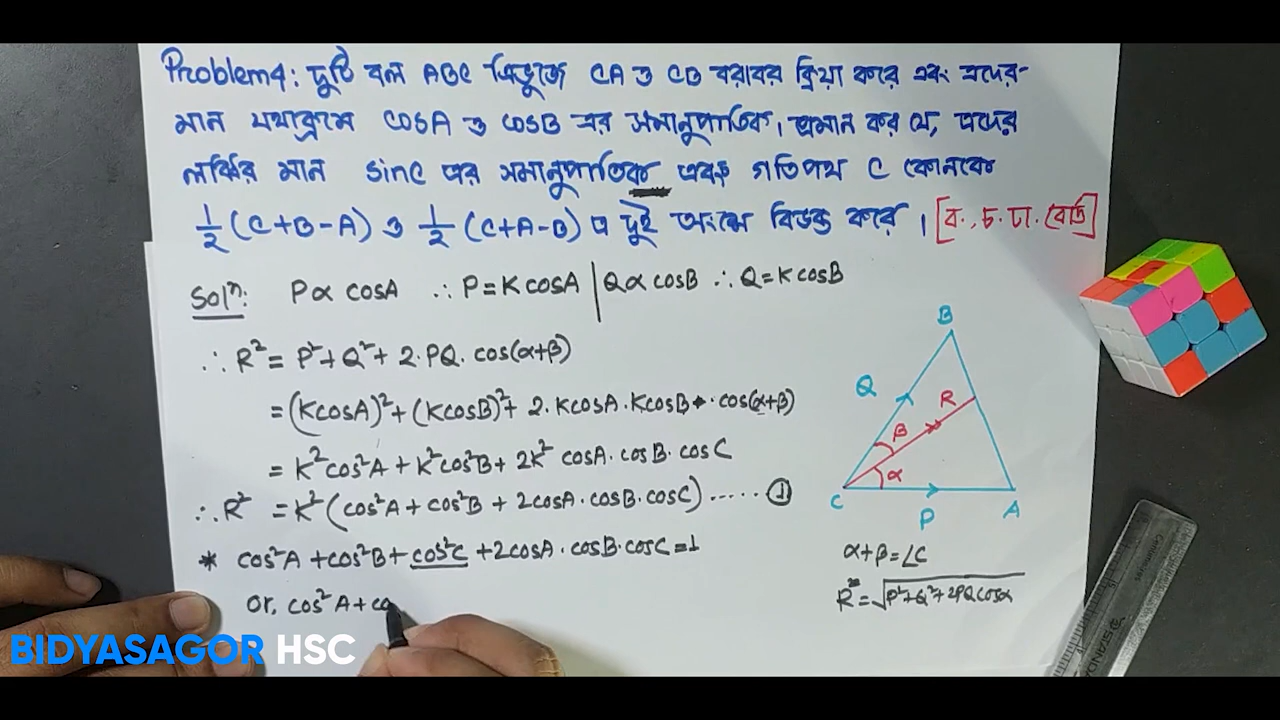 Problem4: দুটি বল ABC ত্রিভুজে CA ও CB বরাবর ক্রিয়া করে এবং এদের
মান যথাক্রমে cosA ও cosB এর সমানুপাতিক। প্রমান কর যে, এদের
লব্ধির মান sinC এর সমানুপাতিক এবং গতিপথ C কোনকে
1/2 (C+B-A) ও 1/2 (C+A-B) এ দুই অংশে বিভক্ত করে। [ব., চ. ঢা. বোর্ড]
Solⁿ: P∝ cosA ∴ P=KcosA | Q∝ cosB ∴ Q=KcosB
∴ R² = P²+Q²+ 2·PQ· cos(α+β)
= (KcosA)²+(KcosB)²+ 2·KcosA·KcosB· cos(α+β)
= K²cos²A + K²cos²B + 2K² cosA·cosB·cosC
∴ R² = K²(cos²A + cos²B + 2cosA·cosB·cosC) ...... ①
* cos²A +cos²B+cos²C +2cosA·cosB·cosC=1
or, cos²A+co
B
Q
R
β
α
C
P
A
α+β=∠C
R=√P²+Q²+2PQcosα
BIDYASAGOR HSC